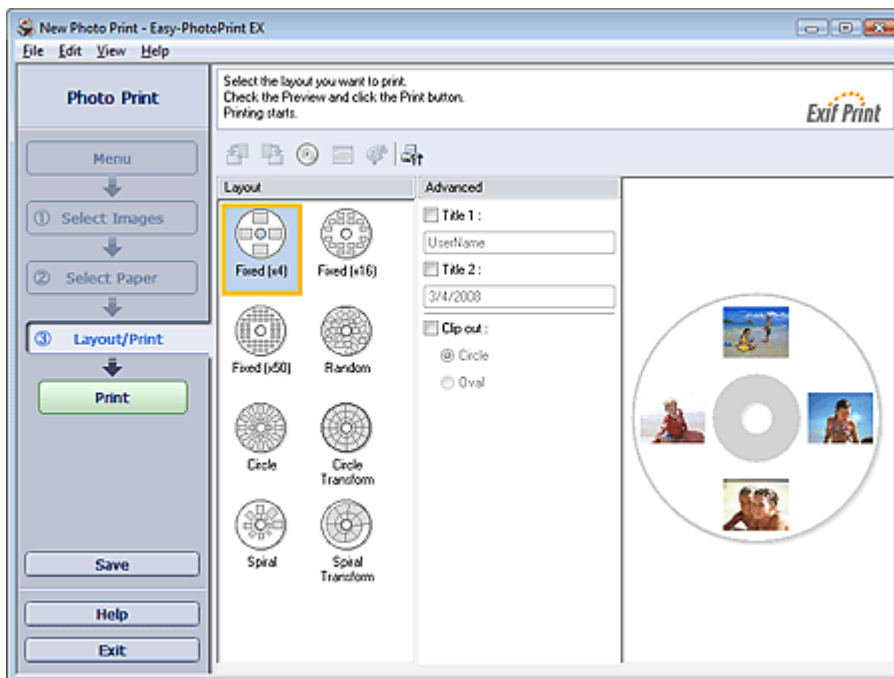 New Photo Print - Easy-PhotoPrint EX
File Edit View Help
Photo Print
Select the layout you want to print.
Check the Preview and click the Print button.
Printing starts.
Exif Print
Menu
① Select Images
② Select Paper
③ Layout/Print
Print
Save
Help
Exit
Layout
Fixed (x4)
Fixed (x16)
Fixed (x50)
Random
Circle
Circle
Transform
Spiral
Spiral
Transform
Advanced
Title 1 :
UserName
Title 2 :
3/4/2008
Clip out :
Circle
Oval